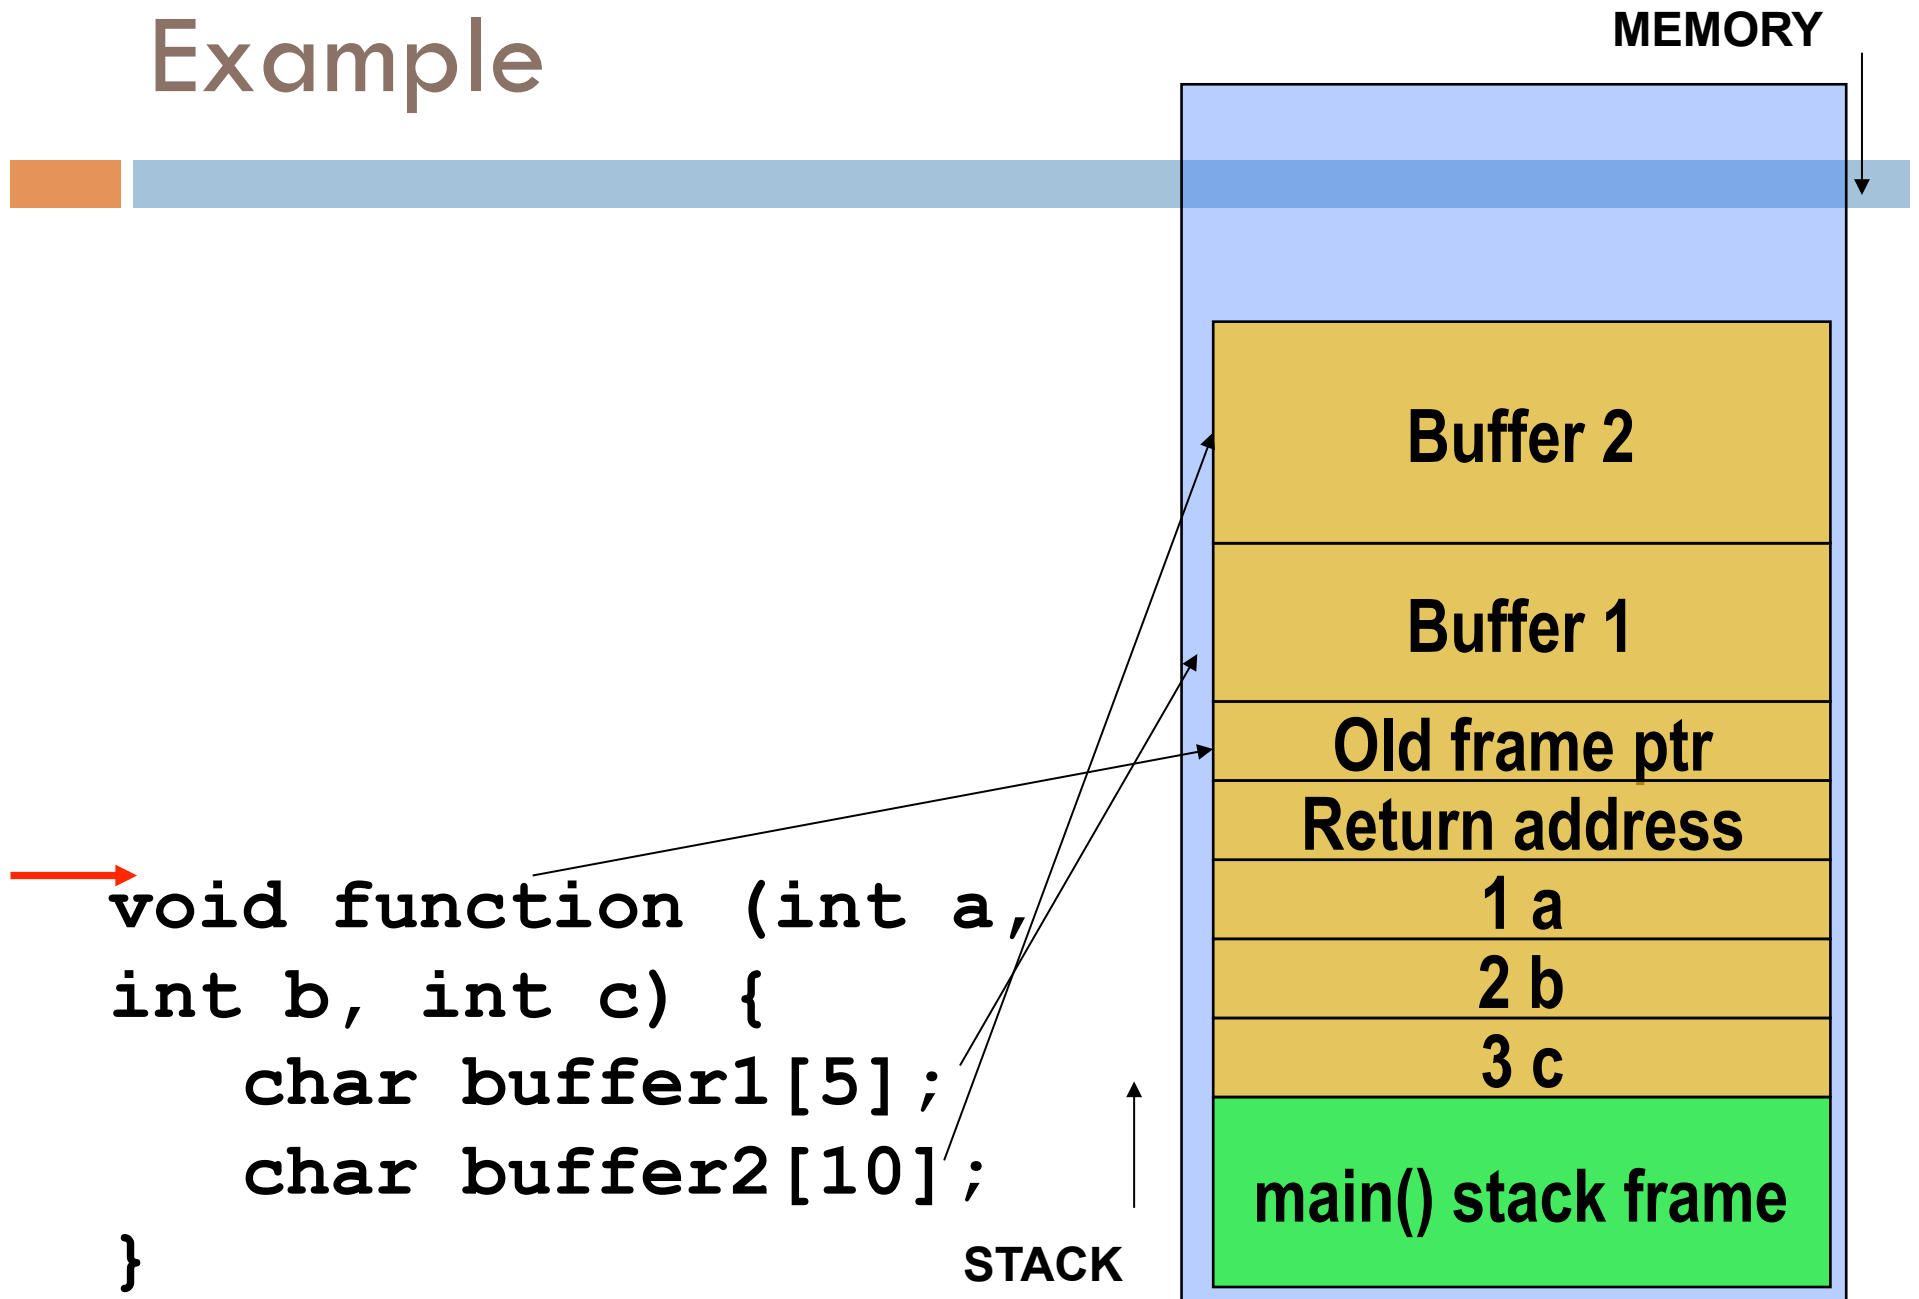 Example
MEMORY
Buffer 2
Buffer 1
Old frame ptr
Return address
1 a
2 b
3 c
main() stack frame
void function (int a,
int b, int c) {
char buffer1[5];
char buffer2[10];
}
STACK